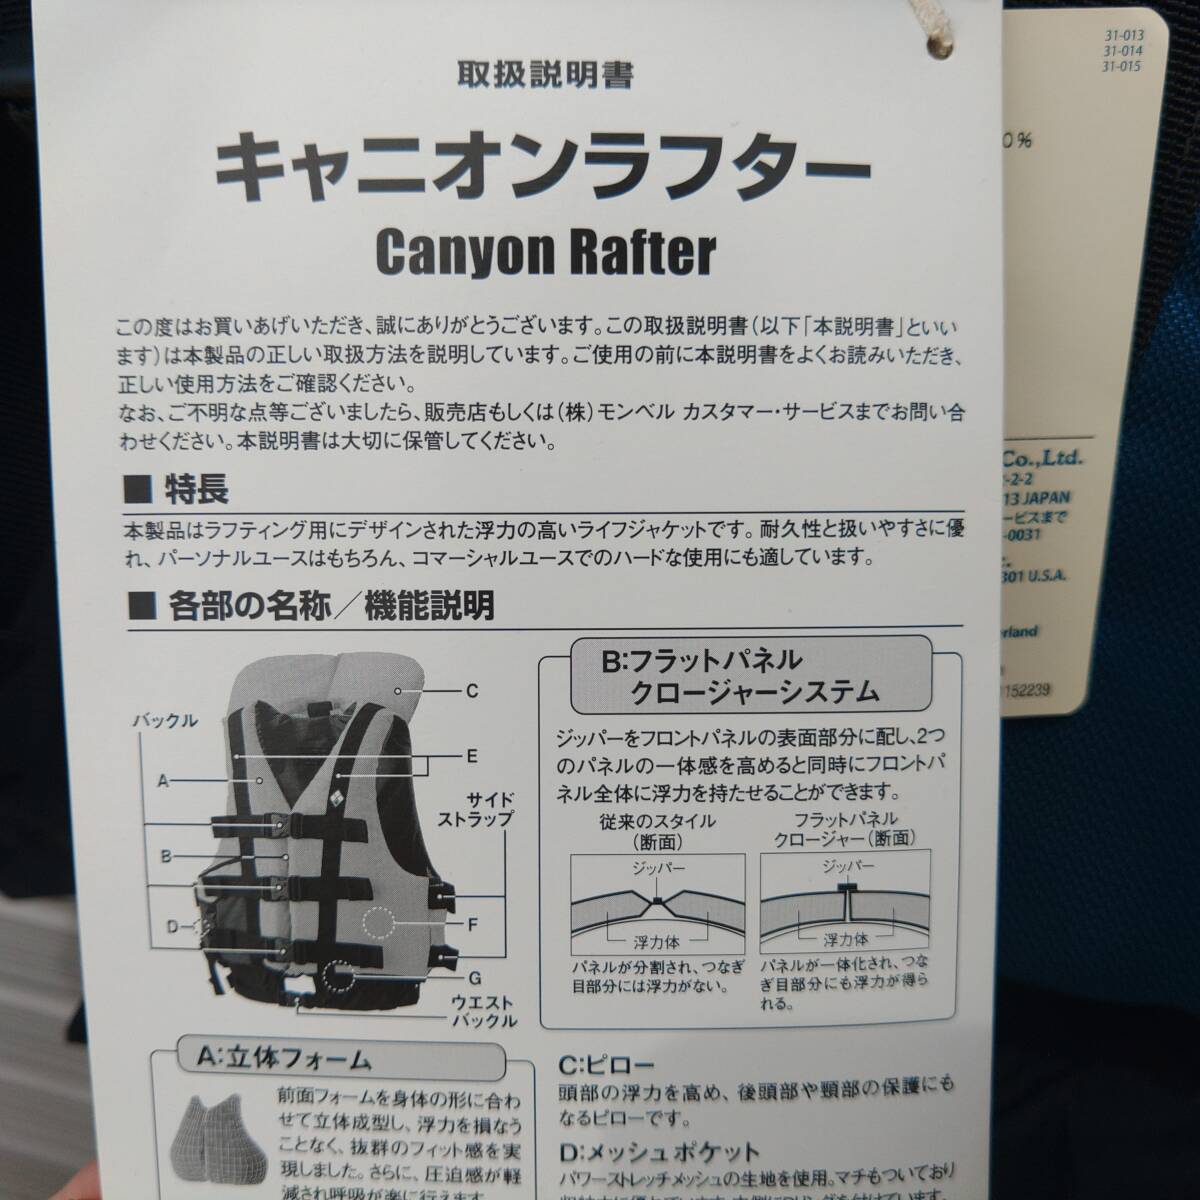 取扱説明書
キャニオンラフター
Canyon Rafter
この度はお買いあげいただき、誠にありがとうございます。この取扱説明書(以下「本説明書」といい
ます)は本製品の正しい取扱方法を説明しています。ご使用の前に本説明書をよくお読みいただき、
正しい使用方法をご確認ください。
なお、ご不明な点等ございましたら、販売店もしくは(株)モンベル カスタマー・サービスまでお問い合
わせください。本説明書は大切に保管してください。
■ 特長
本製品はラフティング用にデザインされた浮力の高いライフジャケットです。耐久性と扱いやすさに優
れ、パーソナルユースはもちろん、コマーシャルユースでのハードな使用にも適しています。
■ 各部の名称/機能説明
バックル
A
B
D
C
E
サイド
ストラップ
F
G
ウエスト
バックル
B:フラットパネル
クロージャーシステム
ジッパーをフロントパネルの表面部分に配し、2つ
のパネルの一体感を高めると同時にフロントパ
ネル全体に浮力を持たせることができます。
従来のスタイル
(断面)
ジッパー
浮力体
パネルが分割され、つなぎ
目部分には浮力がない。
フラットパネル
クロージャー(断面)
ジッパー
浮力体
パネルが一体化され、つな
ぎ目部分にも浮力が得ら
れる。
A:立体フォーム
前面フォームを身体の形に合わ
せて立体成型し、浮力を損なう
ことなく、抜群のフィット感を実
現しました。さらに、圧迫感が軽
減され呼吸が楽に行えます。
C:ピロー
頭部の浮力を高め、後頭部や頸部の保護にも
なるピローです。
D:メッシュポケット
パワーストレッチメッシュの生地を使用。マチもついており
31-013
31-014
31-015
0%
Co.,Ltd.
-2-2
13 JAPAN
ービスまで
-0031
301 U.S.A.
erland
1152239